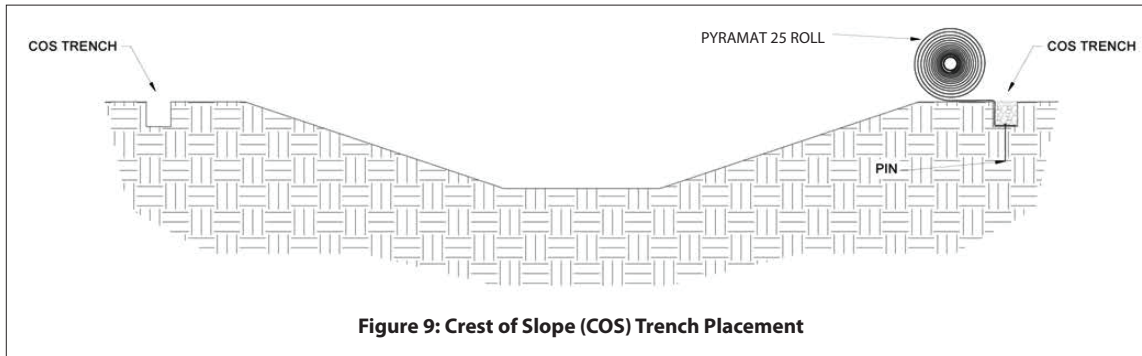 PYRAMAT 25 ROLL
COS TRENCH
COS TRENCH
PIN
Figure 9: Crest of Slope (COS) Trench Placement